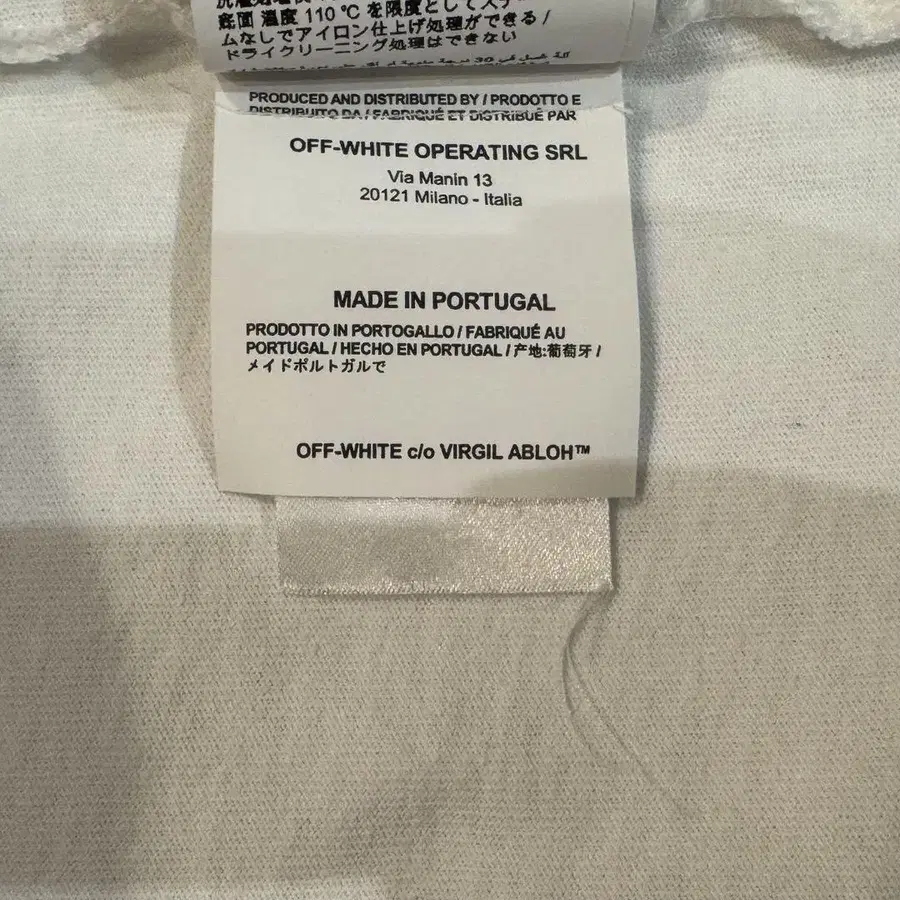 底面 温度 110 ℃ を限度としてスチ
ムなしでアイロン仕上げ処理ができる /
ドライクリーニング処理はできない
PRODUCED AND DISTRIBUTED BY / PRODOTTO E
DISTRIBUITO DA / FABRIQUÉ ET DISTRIBUÉ PAR
OFF-WHITE OPERATING SRL
Via Manin 13
20121 Milano - Italia
MADE IN PORTUGAL
PRODOTTO IN PORTOGALLO / FABRIQUÉ AU
PORTUGAL / HECHO EN PORTUGAL / 产地:葡萄牙 /
メイドポルトガルで
OFF-WHITE c/o VIRGIL ABLOH™